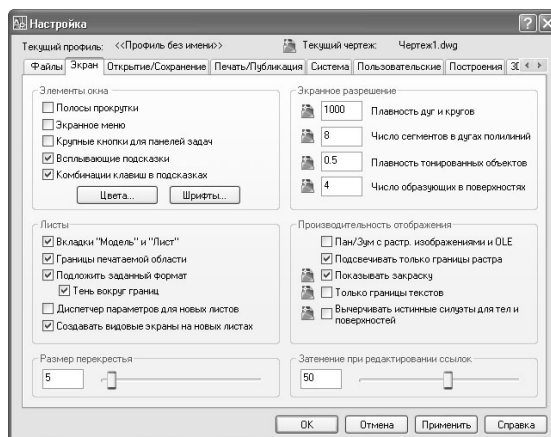 Настройка
Текущий профиль: <<Профиль без имени>> Текущий чертеж: Чертеж1.dwg
Файлы Экран Открытие/Сохранение Печать/Публикация Система Пользовательские Построения
Элементы окна
Полосы прокрутки
Экранное меню
Крупные кнопки для панелей задач
Всплывающие подсказки
Комбинации клавиш в подсказках
Цвета... Шрифты...
Экранное разрешение
1000 Плавность дуг и кругов
8 Число сегментов в дугах полилиний
0.5 Плавность тонированных объектов
4 Число образующих в поверхностях
Листы
Вкладки "Модель" и "Лист"
Границы печатаемой области
Подложить заданный формат
Тень вокруг границ
Диспетчер параметров для новых листов
Создавать видовые экраны на новых листах
Производительность отображения
Пан/Зум с растр. изображениями и OLE
Подсвечивать только границы растра
Показывать закраску
Только границы текстов
Вычерчивать истинные силуэты для тел и
поверхностей
Размер перекрестья
5
Затенение при редактировании ссылок
50
OK Отмена Применить Справка